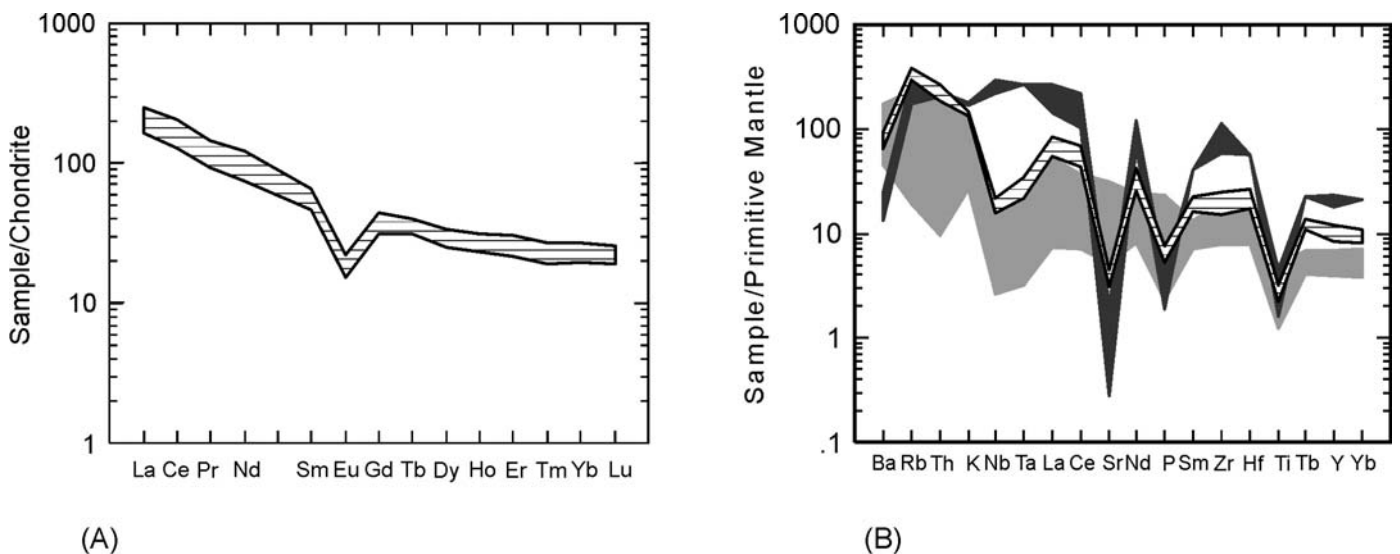 1000
100
10
1
Sample/Chondrite
La Ce Pr Nd Sm Eu Gd Tb Dy Ho Er Tm Yb Lu
(A)
1000
100
10
1
.1
Sample/Primitive Mantle
Ba Rb Th K Nb Ta La Ce Sr Nd P Sm Zr Hf Ti Tb Y Yb
(B)